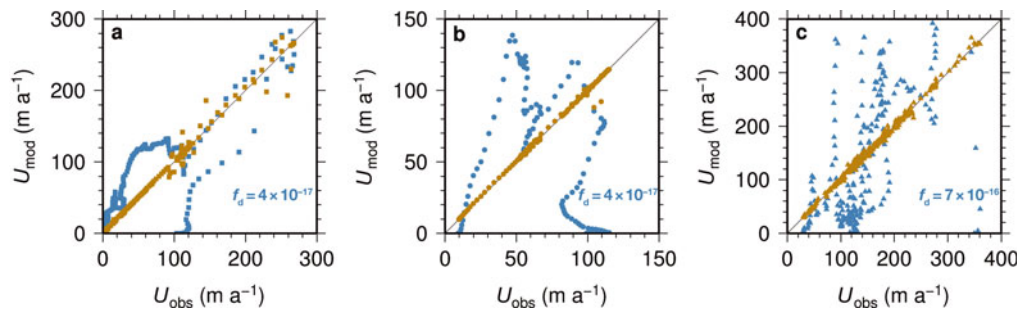 a
b
c
300
200
100
0
U_mod (m a⁻¹)
f_d = 4×10⁻¹⁷
0 100 200 300
U_obs (m a⁻¹)
150
100
50
0
U_mod (m a⁻¹)
f_d = 4×10⁻¹⁷
0 50 100 150
U_obs (m a⁻¹)
400
300
200
100
0
U_mod (m a⁻¹)
f_d = 7×10⁻¹⁶
0 100 200 300 400
U_obs (m a⁻¹)